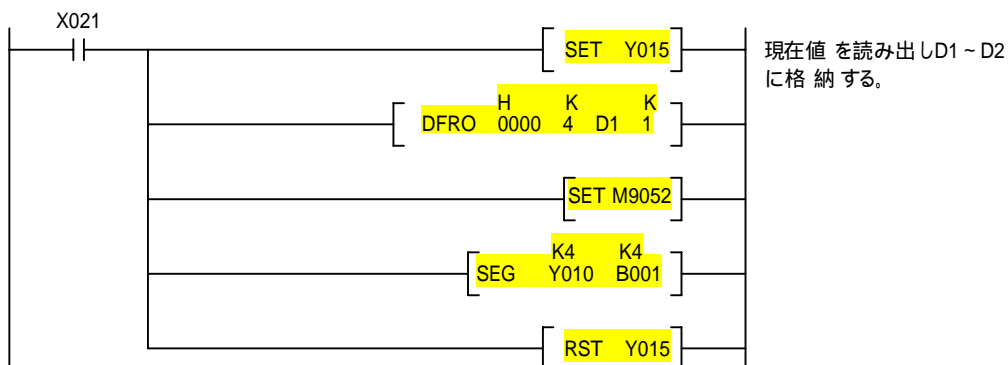 X021
SET Y015
現在値 を読み出しD1 ~ D2
に格 納 する。
H K K
DFRO 0000 4 D1 1
SET M9052
K4 K4
SEG Y010 B001
RST Y015